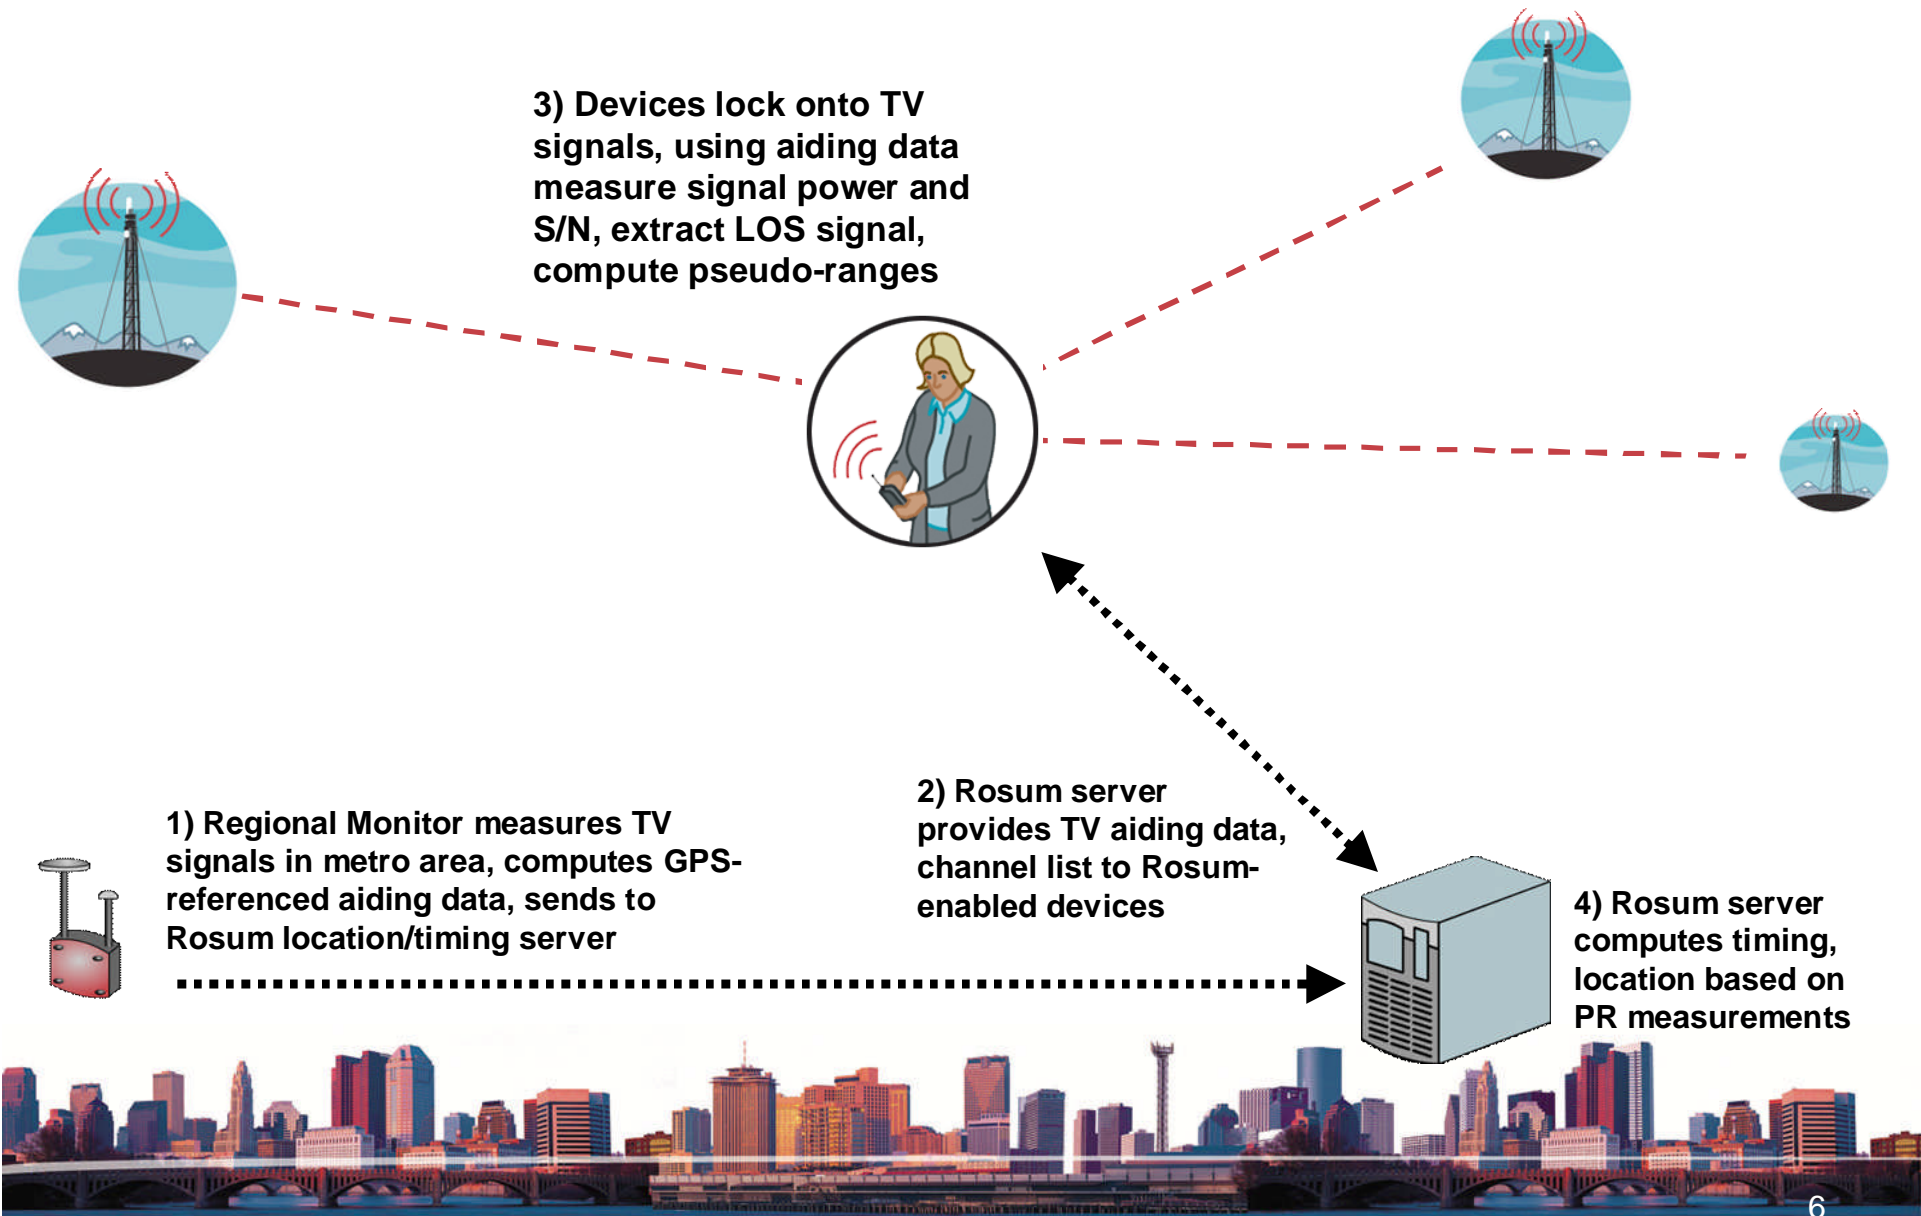 3) Devices lock onto TV
signals, using aiding data
measure signal power and
S/N, extract LOS signal,
compute pseudo-ranges
1) Regional Monitor measures TV
signals in metro area, computes GPS-
referenced aiding data, sends to
Rosum location/timing server
2) Rosum server
provides TV aiding data,
channel list to Rosum-
enabled devices
4) Rosum server
computes timing,
location based on
PR measurements
6